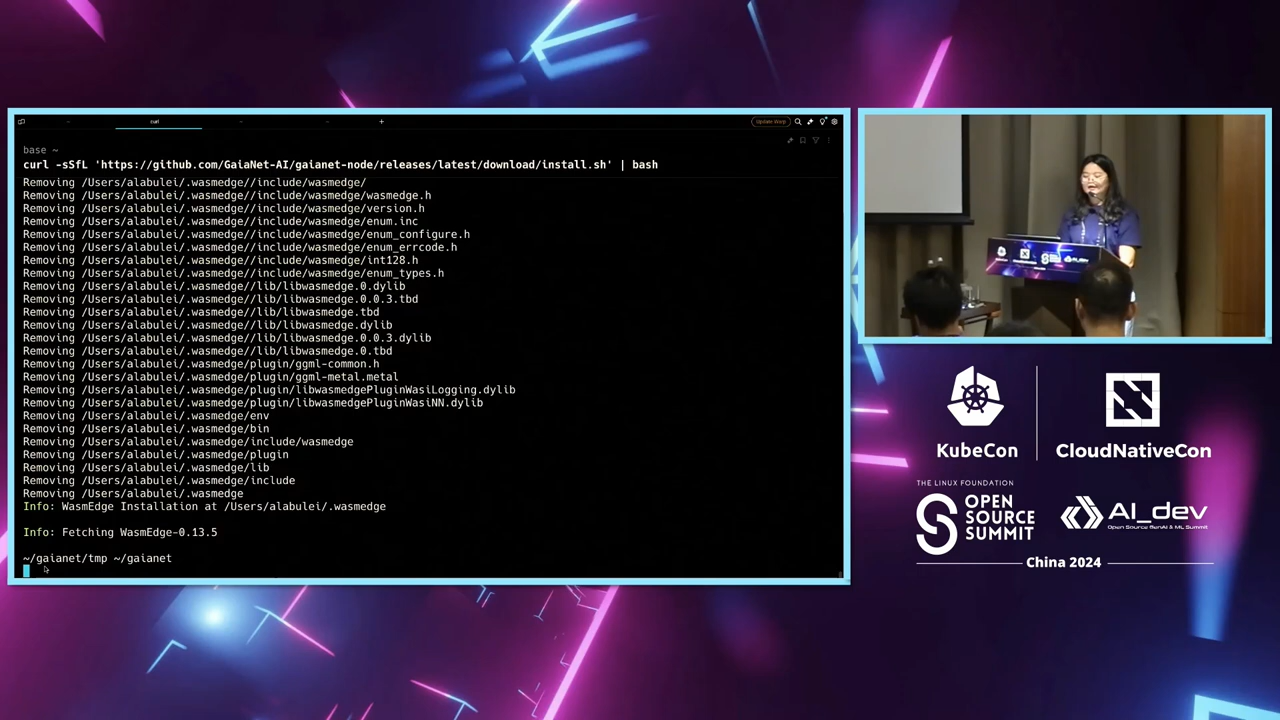 curl
+
Update Warp
base ~
curl -sSfL 'https://github.com/GaiaNet-AI/gaianet-node/releases/latest/download/install.sh' | bash
Removing /Users/alabulei/.wasmedge//include/wasmedge/
Removing /Users/alabulei/.wasmedge//include/wasmedge/wasmedge.h
Removing /Users/alabulei/.wasmedge//include/wasmedge/version.h
Removing /Users/alabulei/.wasmedge//include/wasmedge/enum.inc
Removing /Users/alabulei/.wasmedge//include/wasmedge/enum_configure.h
Removing /Users/alabulei/.wasmedge//include/wasmedge/enum_errcode.h
Removing /Users/alabulei/.wasmedge//include/wasmedge/int128.h
Removing /Users/alabulei/.wasmedge//include/wasmedge/enum_types.h
Removing /Users/alabulei/.wasmedge//lib/libwasmedge.0.dylib
Removing /Users/alabulei/.wasmedge//lib/libwasmedge.0.0.3.tbd
Removing /Users/alabulei/.wasmedge//lib/libwasmedge.tbd
Removing /Users/alabulei/.wasmedge//lib/libwasmedge.dylib
Removing /Users/alabulei/.wasmedge//lib/libwasmedge.0.0.3.dylib
Removing /Users/alabulei/.wasmedge//lib/libwasmedge.0.tbd
Removing /Users/alabulei/.wasmedge/plugin/ggml-common.h
Removing /Users/alabulei/.wasmedge/plugin/ggml-metal.metal
Removing /Users/alabulei/.wasmedge/plugin/libwasmedgePluginWasiLogging.dylib
Removing /Users/alabulei/.wasmedge/plugin/libwasmedgePluginWasiNN.dylib
Removing /Users/alabulei/.wasmedge/env
Removing /Users/alabulei/.wasmedge/bin
Removing /Users/alabulei/.wasmedge/include/wasmedge
Removing /Users/alabulei/.wasmedge/plugin
Removing /Users/alabulei/.wasmedge/lib
Removing /Users/alabulei/.wasmedge/include
Removing /Users/alabulei/.wasmedge
Info: WasmEdge Installation at /Users/alabulei/.wasmedge
Info: Fetching WasmEdge-0.13.5
~/gaianet/tmp ~/gaianet
KubeCon
CloudNativeCon
THE LINUX FOUNDATION
OPEN SOURCE SUMMIT
AI_dev
Open Source GenAI & ML Summit
China 2024